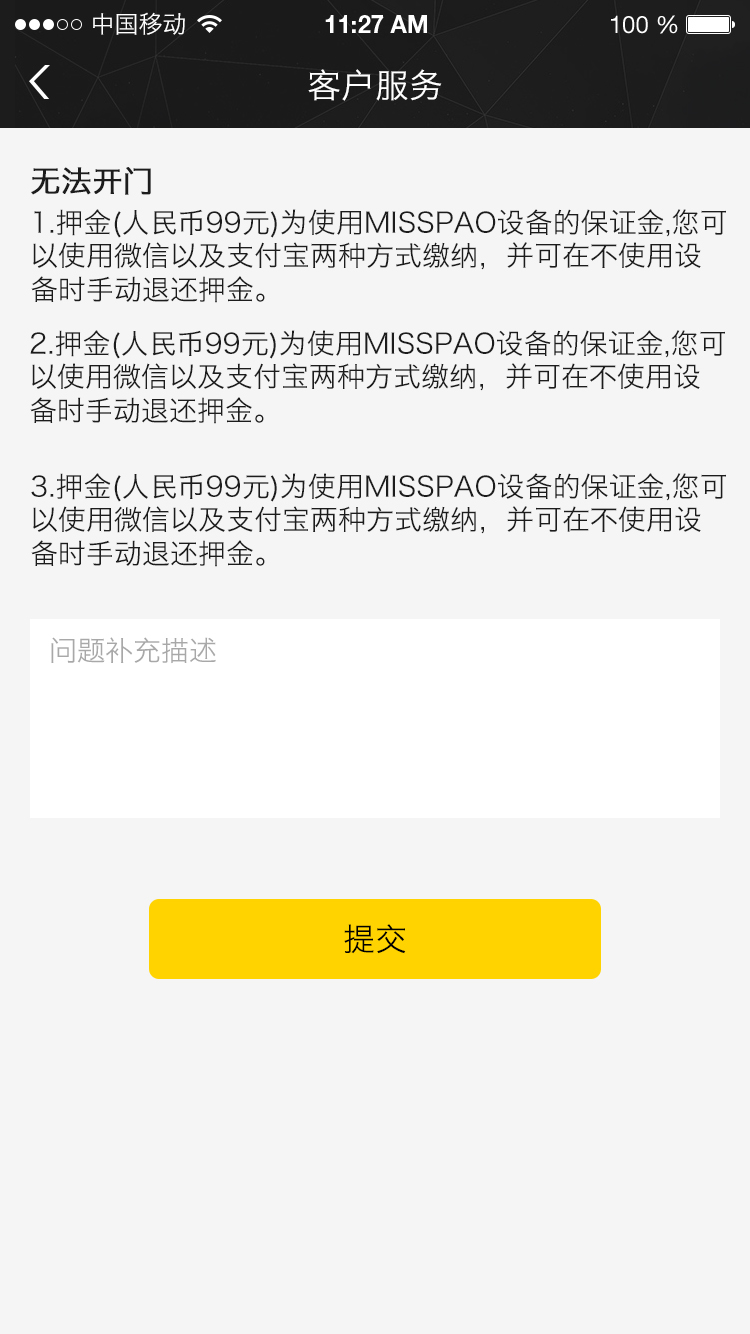 中国移动 11:27 AM 100 %
客户服务
无法开门
1.押金(人民币99元)为使用MISSPAO设备的保证金,您可
以使用微信以及支付宝两种方式缴纳，并可在不使用设
备时手动退还押金。
2.押金(人民币99元)为使用MISSPAO设备的保证金,您可
以使用微信以及支付宝两种方式缴纳，并可在不使用设
备时手动退还押金。
3.押金(人民币99元)为使用MISSPAO设备的保证金,您可
以使用微信以及支付宝两种方式缴纳，并可在不使用设
备时手动退还押金。
问题补充描述
提交